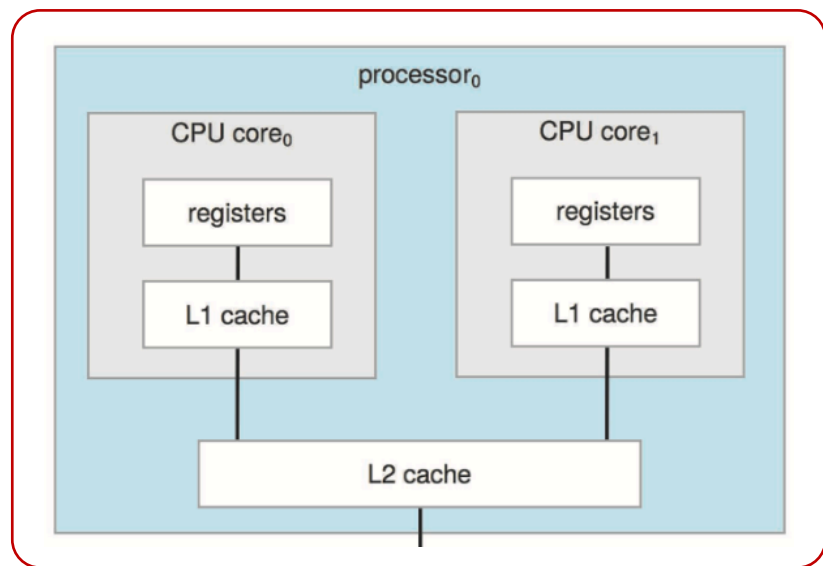 processor₀
CPU core₀
registers
L1 cache
CPU core₁
registers
L1 cache
L2 cache